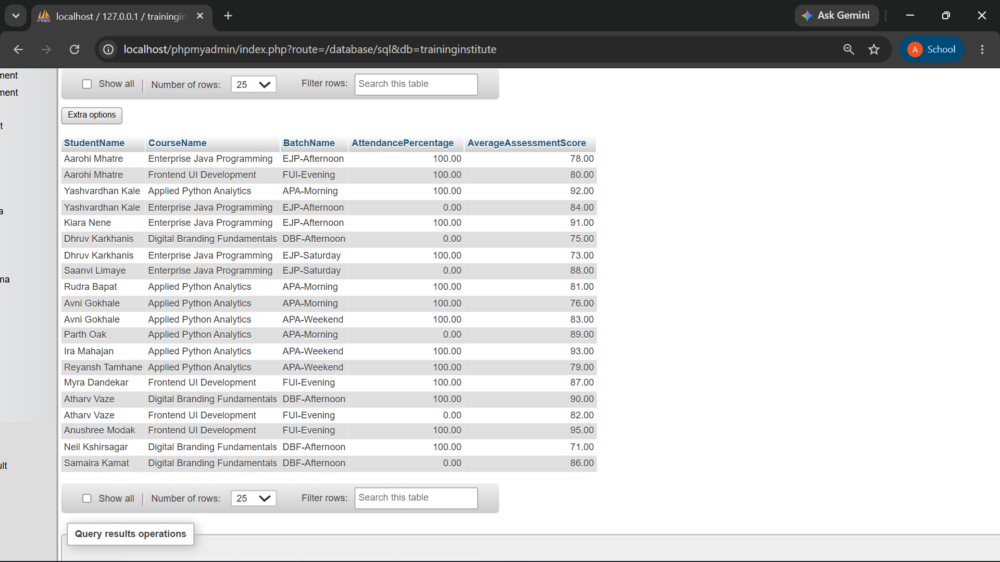 localhost / 127.0.0.1 / trainingin
Ask Gemini
localhost/phpmyadmin/index.php?route=/database/sql&db=traininginstitute
A School
ment
ment
t
a
ma
ult
Show all Number of rows: 25 Filter rows: Search this table
Extra options
StudentName CourseName BatchName AttendancePercentage AverageAssessmentScore
Aarohi Mhatre Enterprise Java Programming EJP-Afternoon 100.00 78.00
Aarohi Mhatre Frontend UI Development FUI-Evening 100.00 80.00
Yashvardhan Kale Applied Python Analytics APA-Morning 100.00 92.00
Yashvardhan Kale Enterprise Java Programming EJP-Afternoon 0.00 84.00
Kiara Nene Enterprise Java Programming EJP-Afternoon 100.00 91.00
Dhruv Karkhanis Digital Branding Fundamentals DBF-Afternoon 0.00 75.00
Dhruv Karkhanis Enterprise Java Programming EJP-Saturday 100.00 73.00
Saanvi Limaye Enterprise Java Programming EJP-Saturday 0.00 88.00
Rudra Bapat Applied Python Analytics APA-Morning 100.00 81.00
Avni Gokhale Applied Python Analytics APA-Morning 100.00 76.00
Avni Gokhale Applied Python Analytics APA-Weekend 100.00 83.00
Parth Oak Applied Python Analytics APA-Morning 0.00 89.00
Ira Mahajan Applied Python Analytics APA-Weekend 100.00 93.00
Reyansh Tamhane Applied Python Analytics APA-Weekend 100.00 79.00
Myra Dandekar Frontend UI Development FUI-Evening 100.00 87.00
Atharv Vaze Digital Branding Fundamentals DBF-Afternoon 100.00 90.00
Atharv Vaze Frontend UI Development FUI-Evening 0.00 82.00
Anushree Modak Frontend UI Development FUI-Evening 100.00 95.00
Neil Kshirsagar Digital Branding Fundamentals DBF-Afternoon 100.00 71.00
Samaira Kamat Digital Branding Fundamentals DBF-Afternoon 0.00 86.00
Show all Number of rows: 25 Filter rows: Search this table
Query results operations